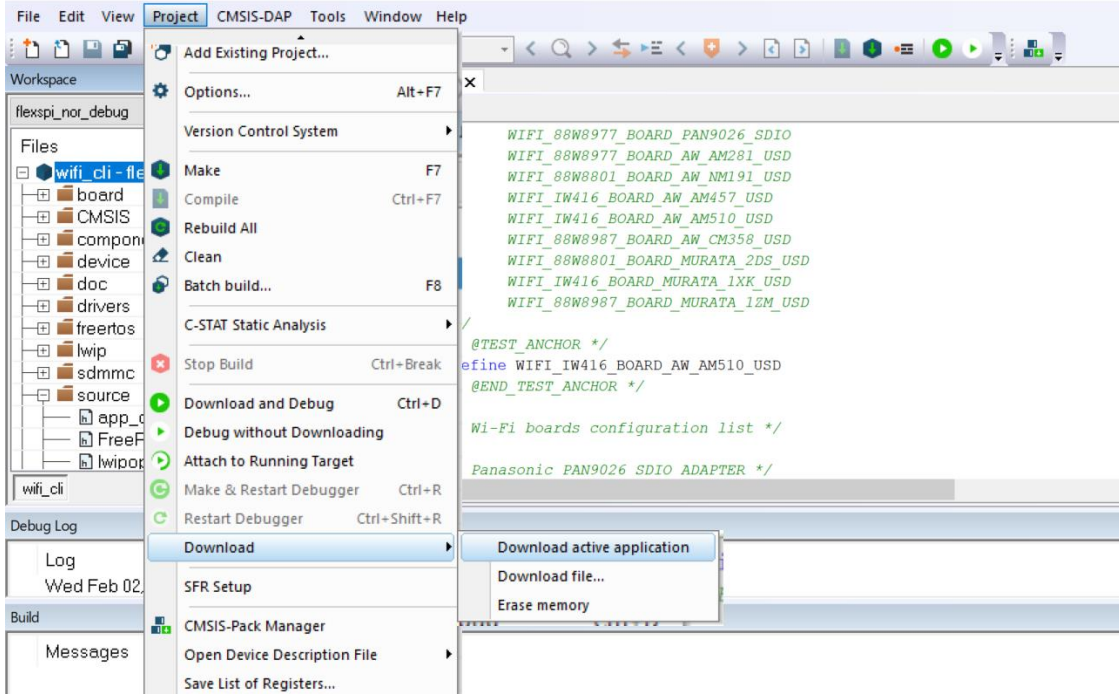 File Edit View Project CMSIS-DAP Tools Window Help
Workspace
flexspi_nor_debug
Files
wifi_cli - fle
board
CMSIS
compon
device
doc
drivers
freertos
lwip
sdmmc
source
app_c
FreeF
lwipop
wifi_cli
Add Existing Project...
Options... Alt+F7
Version Control System
Make F7
Compile Ctrl+F7
Rebuild All
Clean
Batch build... F8
C-STAT Static Analysis
Stop Build Ctrl+Break
Download and Debug Ctrl+D
Debug without Downloading
Attach to Running Target
Make & Restart Debugger Ctrl+R
Restart Debugger Ctrl+Shift+R
Download
SFR Setup
CMSIS-Pack Manager
Open Device Description File
Save List of Registers...
Download active application
Download file...
Erase memory
WIFI_88W8977_BOARD_PAN9026_SDIO
WIFI_88W8977_BOARD_AW_AM281_USD
WIFI_88W8801_BOARD_AW_NM191_USD
WIFI_IW416_BOARD_AW_AM457_USD
WIFI_IW416_BOARD_AW_AM510_USD
WIFI_88W8987_BOARD_AW_CM358_USD
WIFI_88W8801_BOARD_MURATA_2DS_USD
WIFI_IW416_BOARD_MURATA_1XK_USD
WIFI_88W8987_BOARD_MURATA_1ZM_USD
/
@TEST_ANCHOR */
efine WIFI_IW416_BOARD_AW_AM510_USD
@END_TEST_ANCHOR */
Wi-Fi boards configuration list */
Panasonic PAN9026 SDIO ADAPTER */
Debug Log
Log
Wed Feb 02,
Build
Messages